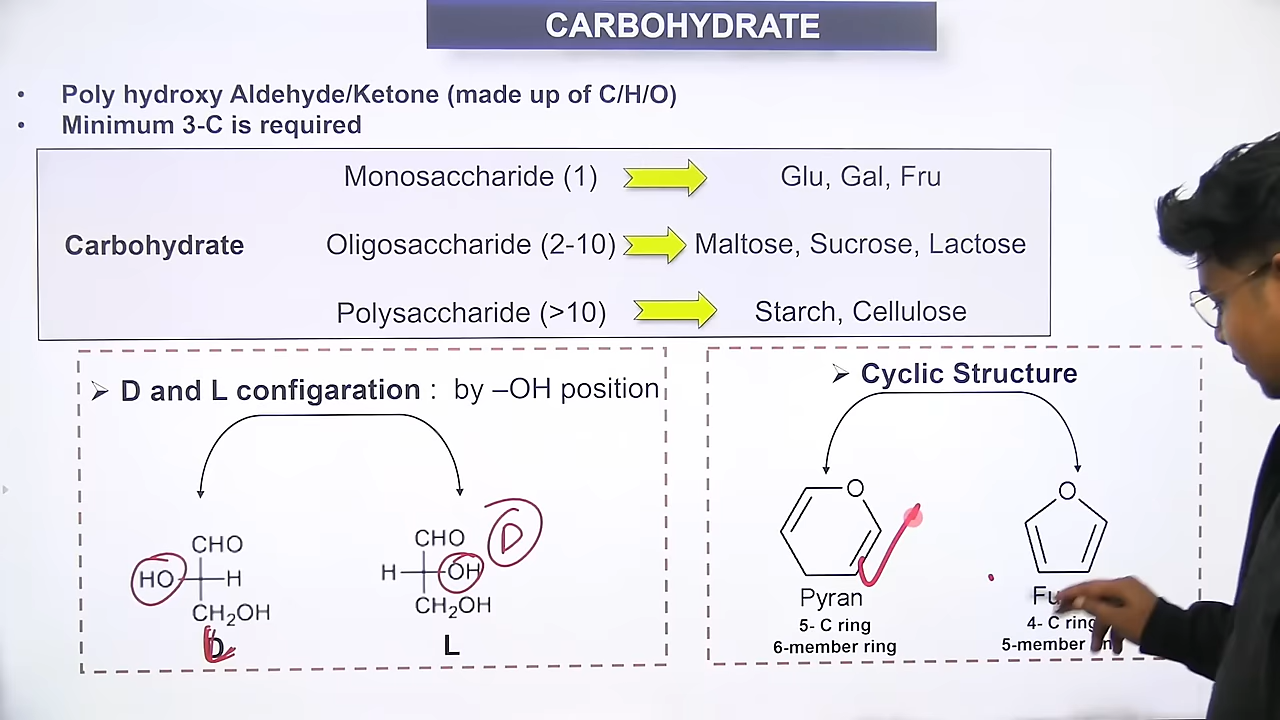 CARBOHYDRATE
• Poly hydroxy Aldehyde/Ketone (made up of C/H/O)
• Minimum 3-C is required
Monosaccharide (1) Glu, Gal, Fru
Carbohydrate Oligosaccharide (2-10) Maltose, Sucrose, Lactose
Polysaccharide (>10) Starch, Cellulose
➢ D and L configaration : by –OH position
CHO
HO H
CH₂OH
D
L
CHO
H OH
CH₂OH
L
D
➢ Cyclic Structure
O
Pyran
5- C ring
6-member ring
O
4- C ring
5-member